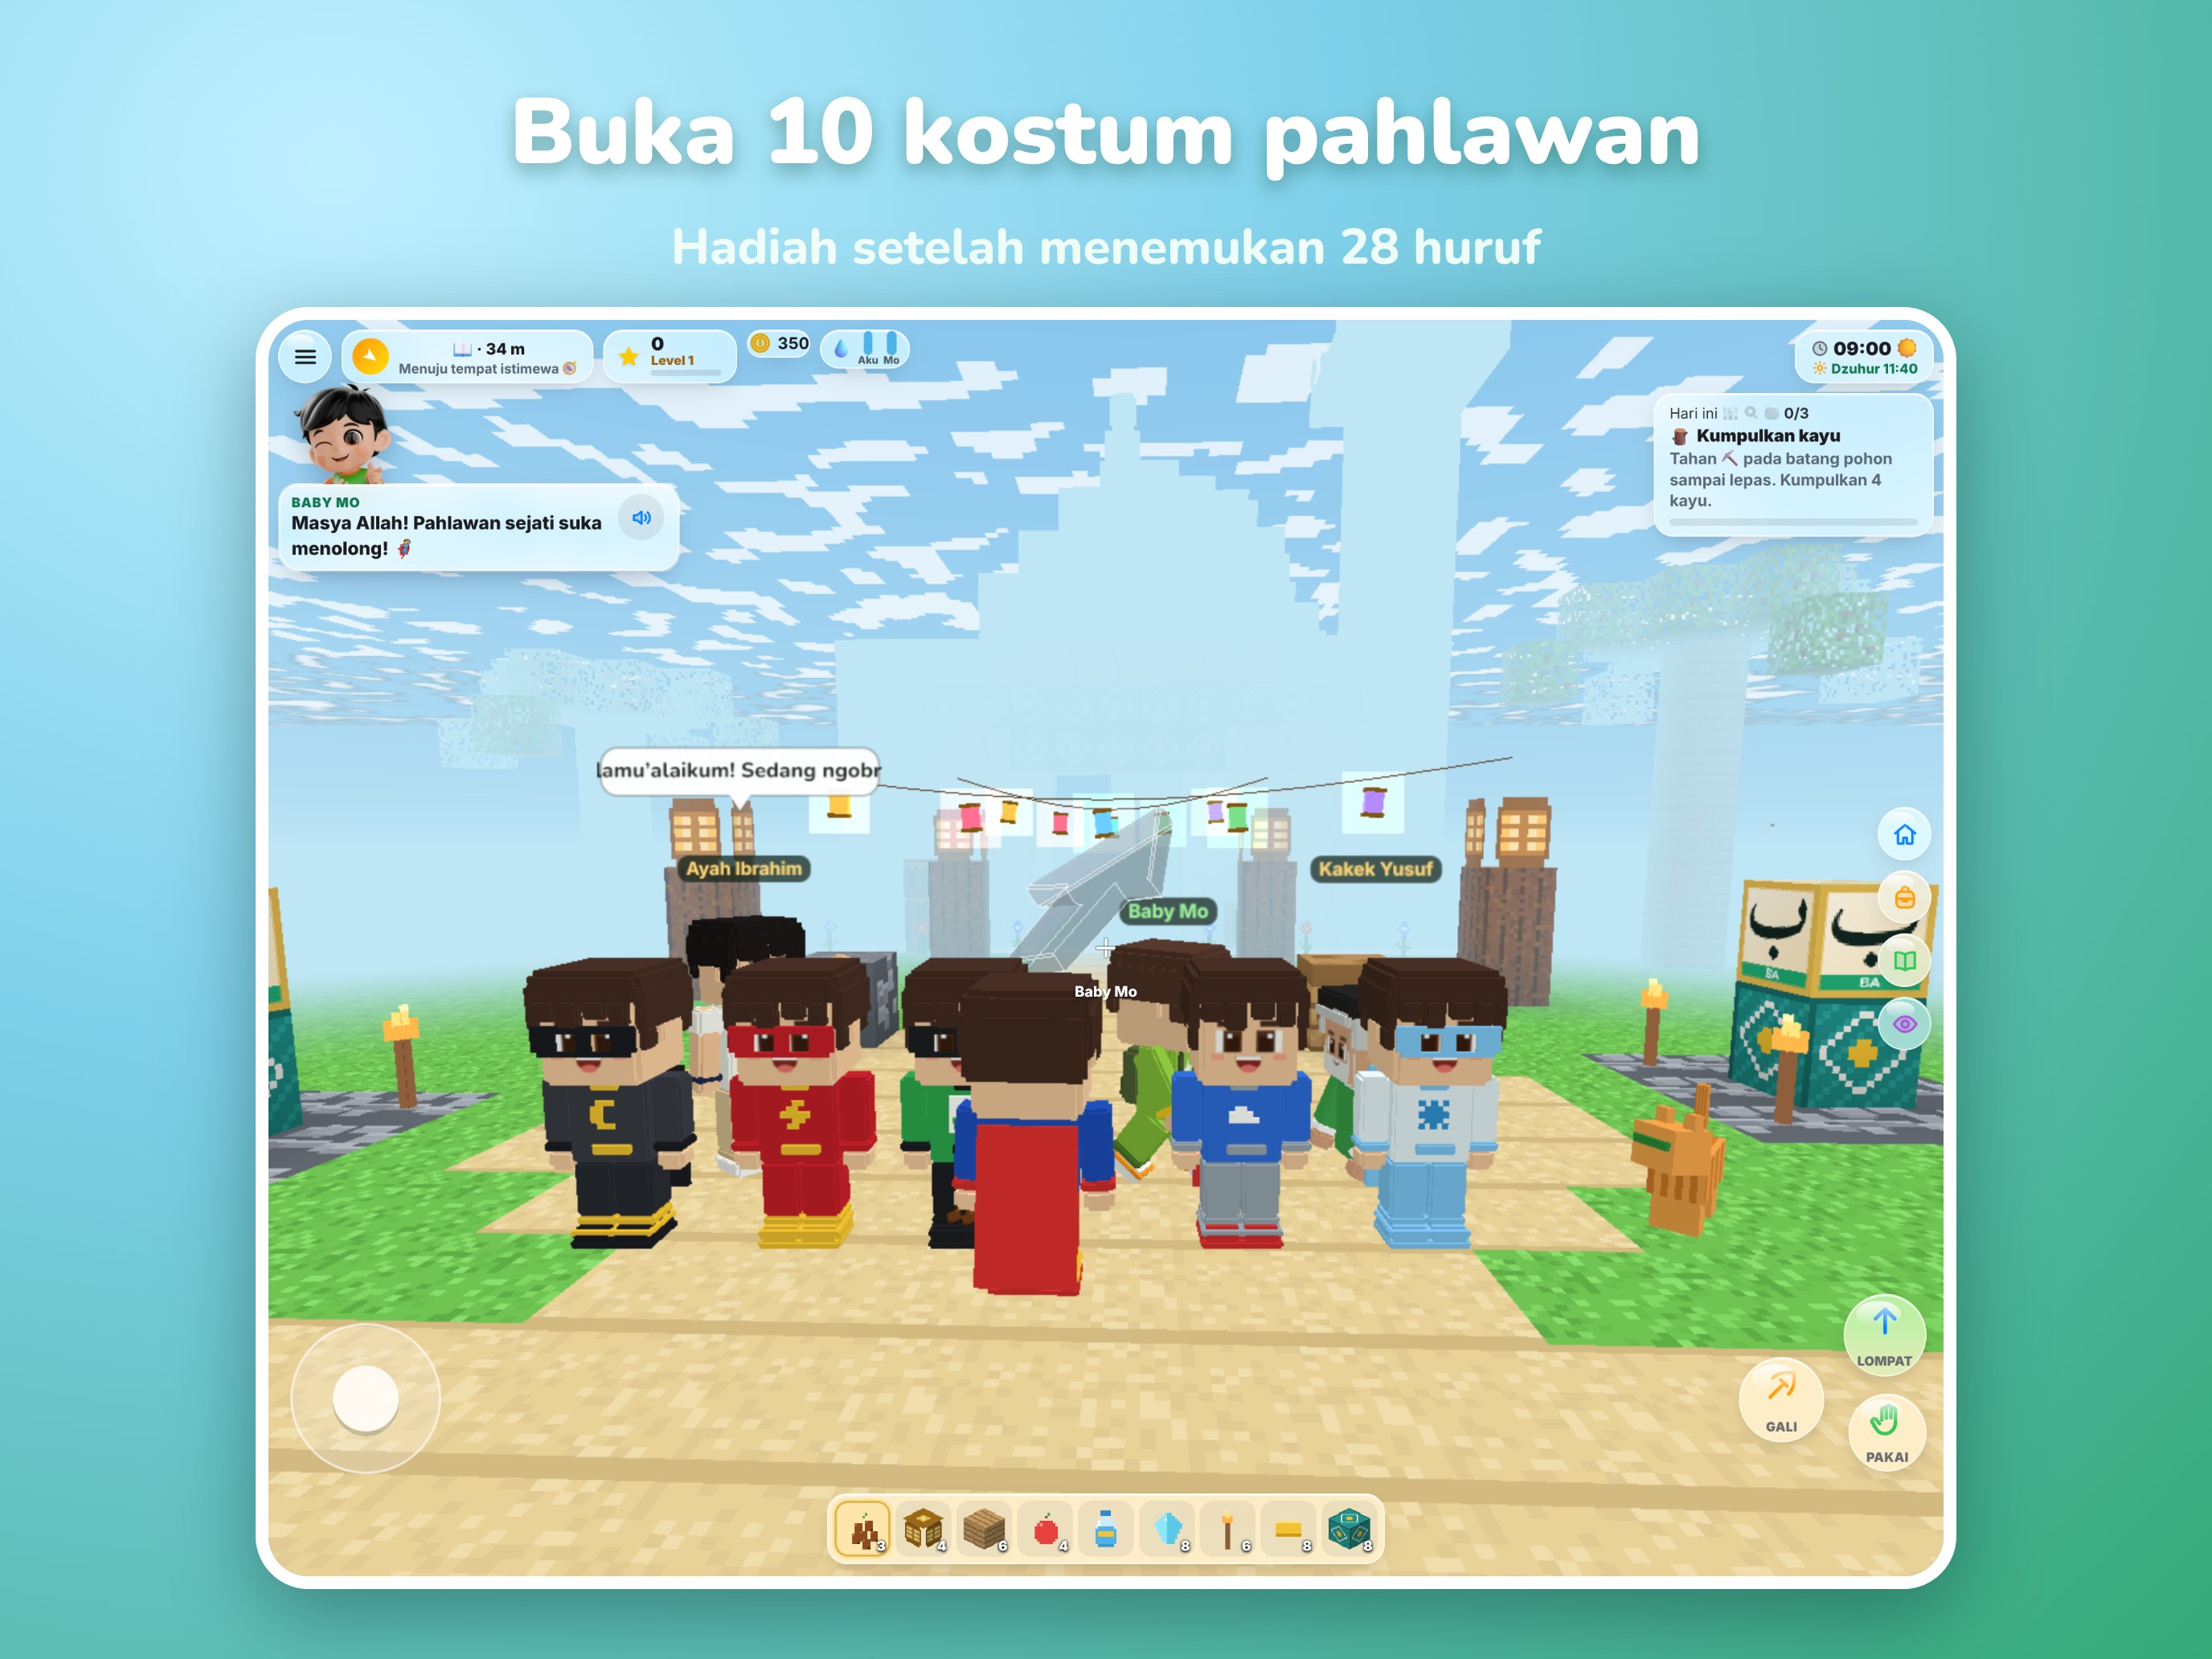 Buka 10 kostum pahlawan
Hadiah setelah menemukan 28 huruf
· 34 m
Menuju tempat istimewa
0
Level 1
350
Aku Mo
09:00
Dzuhur 11:40
Hari ini 0/3
Kumpulkan kayu
Tahan pada batang pohon
sampai lepas. Kumpulkan 4
kayu.
BABY MO
Masya Allah! Pahlawan sejati suka
menolong!
lamu’alaikum! Sedang ngobr
Ayah Ibrahim
Kakek Yusuf
Baby Mo
Baby Mo
ب
ب
BA
BA
LOMPAT
GALI
PAKAI
3
4
6
4
8
6
8
8